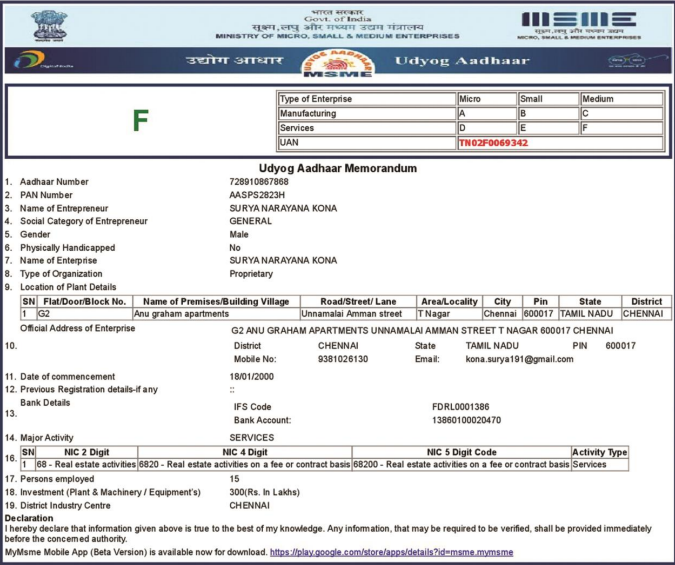 भारत सरकार
Govt. of India
सूक्ष्म,लघु और मध्यम उद्यम मंत्रालय
MINISTRY OF MICRO, SMALL & MEDIUM ENTERPRISES
सूक्ष्म,लघु और मध्यम उद्यम
MICRO, SMALL & MEDIUM ENTERPRISES
Digital India
उद्योग आधार
UDYOG AADHAAR
MSME
Udyog Aadhaar
F
Type of Enterprise Micro Small Medium
Manufacturing A B C
Services D E F
UAN TN02F0069342
Udyog Aadhaar Memorandum
1. Aadhaar Number 728910867868
2. PAN Number AASPS2823H
3. Name of Entrepreneur SURYA NARAYANA KONA
4. Social Category of Entrepreneur GENERAL
5. Gender Male
6. Physically Handicapped No
7. Name of Enterprise SURYA NARAYANA KONA
8. Type of Organization Proprietary
9. Location of Plant Details
SN Flat/Door/Block No. Name of Premises/Building Village Road/Street/ Lane Area/Locality City Pin State District
1 G2 Anu graham apartments Unnamalai Amman street T Nagar Chennai 600017 TAMIL NADU CHENNAI
Official Address of Enterprise G2 ANU GRAHAM APARTMENTS UNNAMALAI AMMAN STREET T NAGAR 600017 CHENNAI
10. District CHENNAI State TAMIL NADU PIN 600017
Mobile No: 9381026130 Email: kona.surya191@gmail.com
11. Date of commencement 18/01/2000
12. Previous Registration details-if any ::
Bank Details IFS Code FDRL0001386
13. Bank Account: 13860100020470
14. Major Activity SERVICES
16. SN NIC 2 Digit NIC 4 Digit NIC 5 Digit Code Activity Type
1 68 - Real estate activities 6820 - Real estate activities on a fee or contract basis 68200 - Real estate activities on a fee or contract basis Services
17. Persons employed 15
18. Investment (Plant & Machinery / Equipment's) 300(Rs. In Lakhs)
19. District Industry Centre CHENNAI
Declaration
I hereby declare that information given above is true to the best of my knowledge. Any information, that may be required to be verified, shall be provided immediately
before the concerned authority.
MyMsme Mobile App (Beta Version) is available now for download. https://play.google.com/store/apps/details?id=msme.mymsme